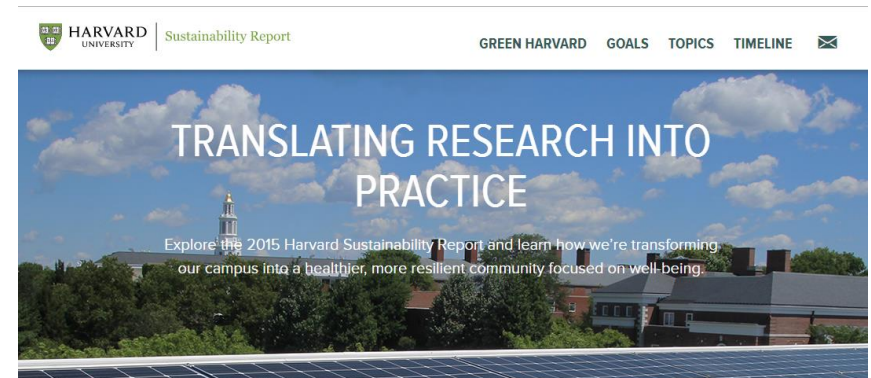 HARVARD
UNIVERSITY
Sustainability Report
GREEN HARVARD GOALS TOPICS TIMELINE
TRANSLATING RESEARCH INTO
PRACTICE
Explore the 2015 Harvard Sustainability Report and learn how we're transforming
our campus into a healthier, more resilient community focused on well-being.